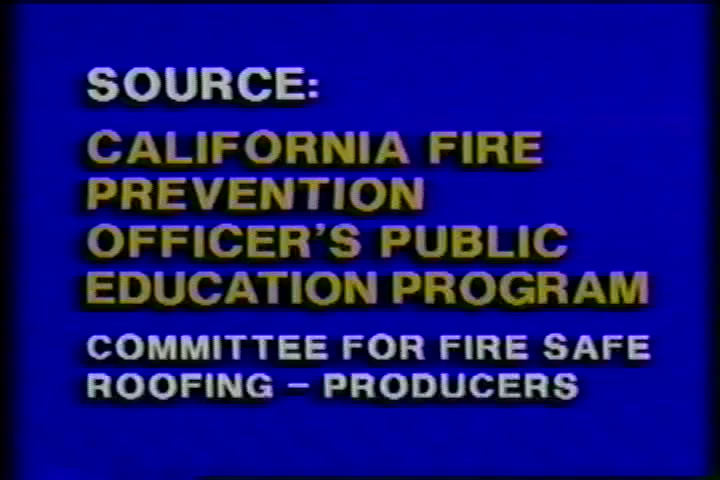 SOURCE:
CALIFORNIA FIRE
PREVENTION
OFFICER'S PUBLIC
EDUCATION PROGRAM
COMMITTEE FOR FIRE SAFE
ROOFING – PRODUCERS